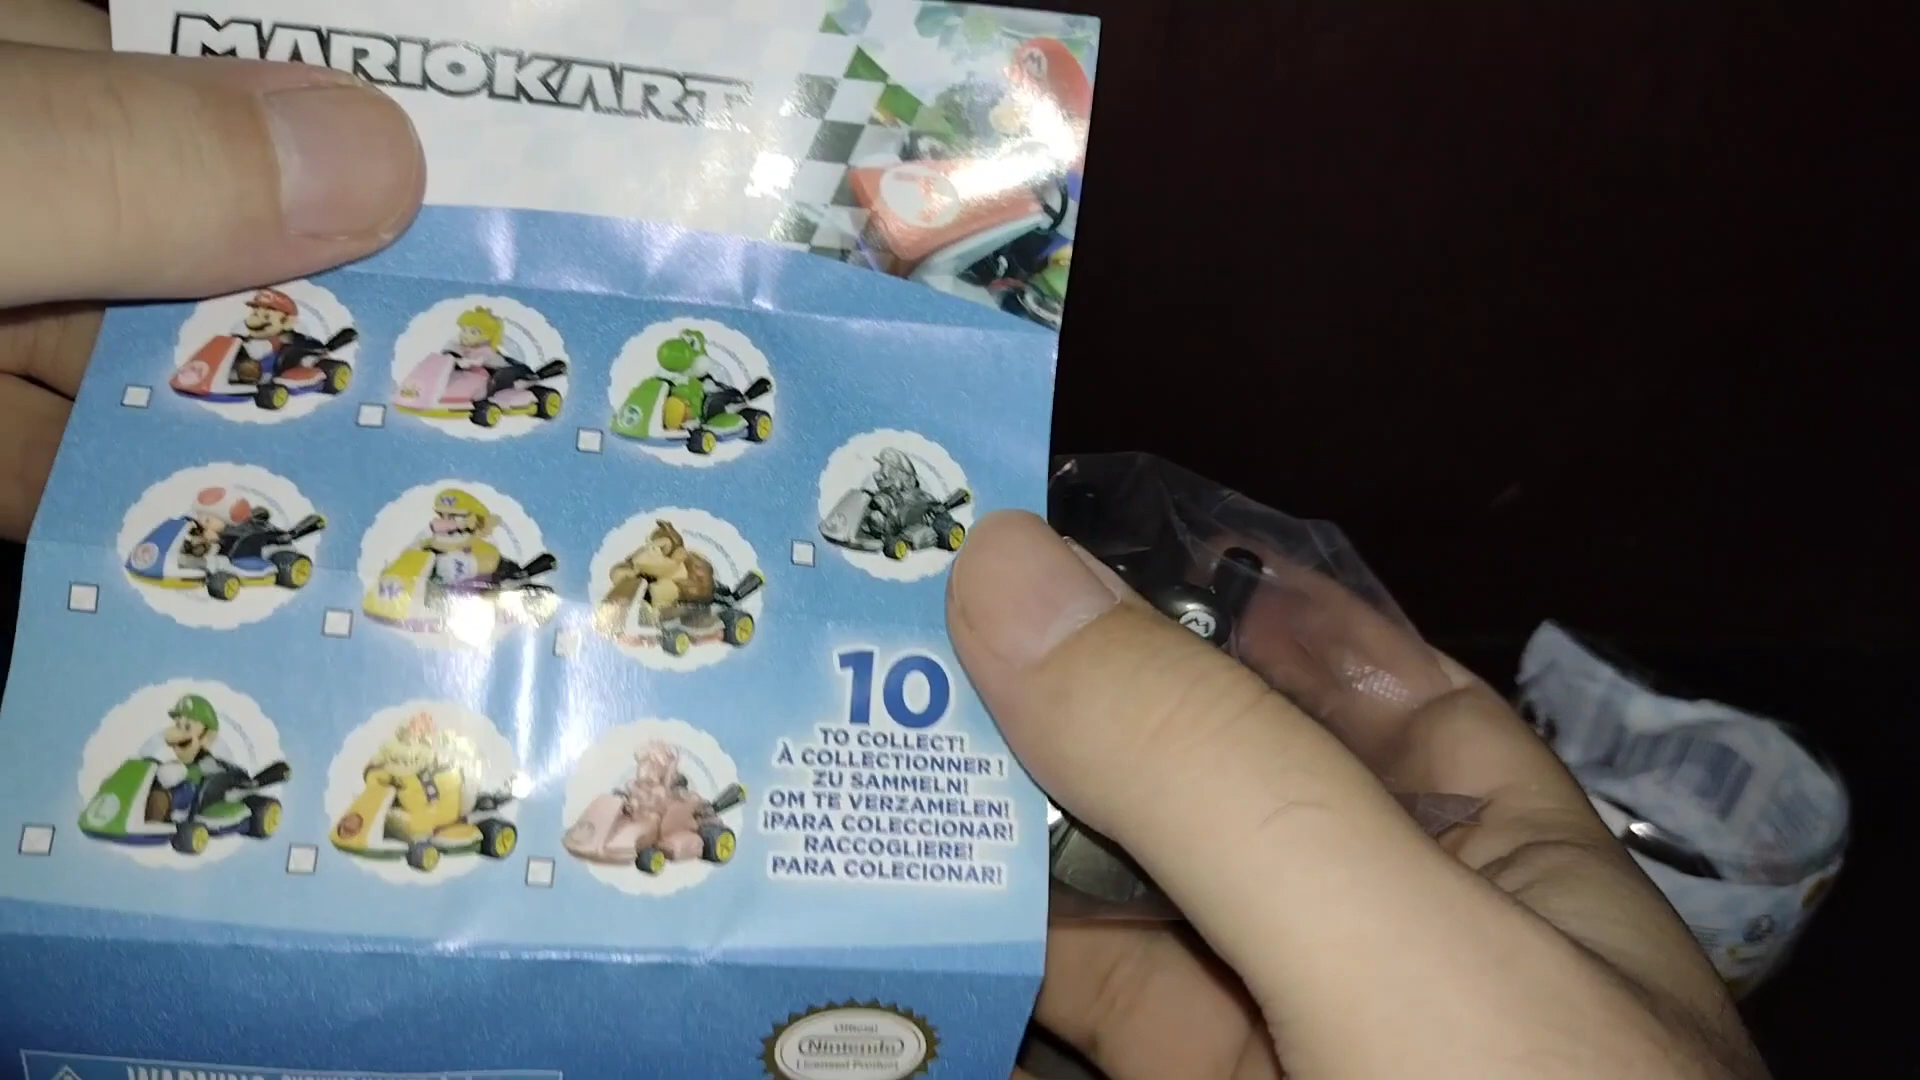 MARIOKART
10
TO COLLECT!
À COLLECTIONNER !
ZU SAMMELN!
OM TE VERZAMELEN!
¡PARA COLECCIONAR!
RACCOGLIERE!
PARA COLECIONAR!
Official
Nintendo
Licensed Product
WARNING